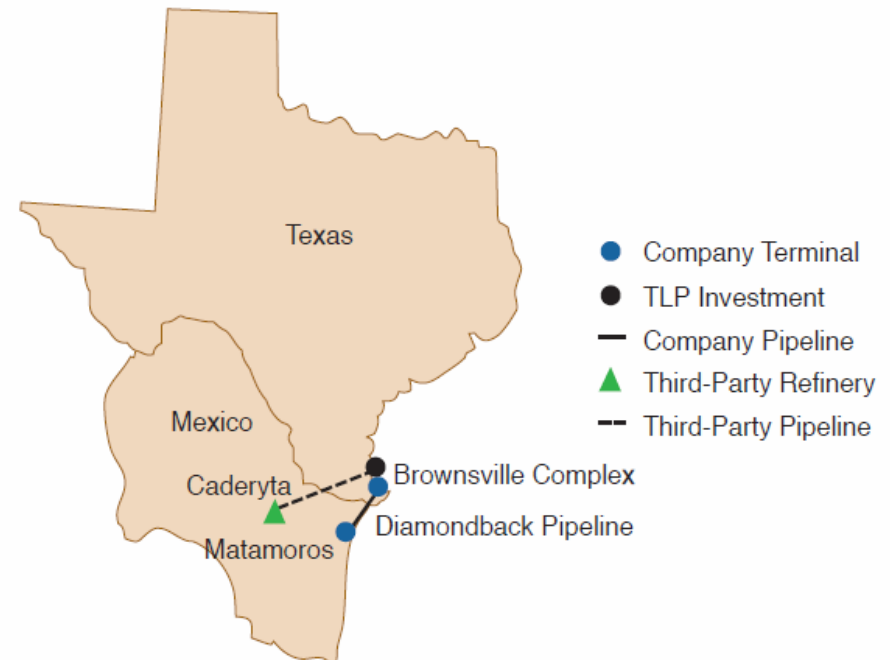 Texas
Company Terminal
TLP Investment
Company Pipeline
Third-Party Refinery
Third-Party Pipeline
Mexico
Caderyta
Brownsville Complex
Diamondback Pipeline
Matamoros